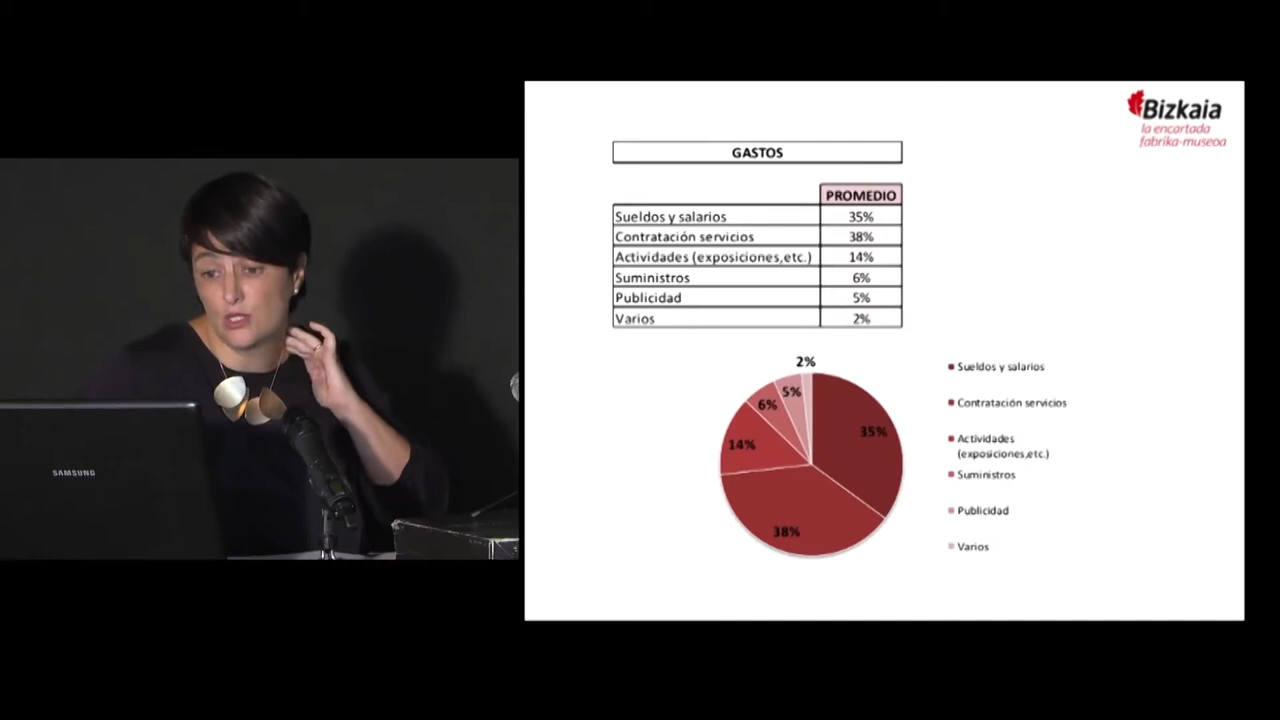 Bizkaia
la encartada
fabrika-museoa
GASTOS
PROMEDIO
Sueldos y salarios 35%
Contratación servicios 38%
Actividades (exposiciones,etc.) 14%
Suministros 6%
Publicidad 5%
Varios 2%
2%
5%
6%
35%
14%
38%
Sueldos y salarios
Contratación servicios
Actividades
(exposiciones,etc.)
Suministros
Publicidad
Varios
SAMSUNG